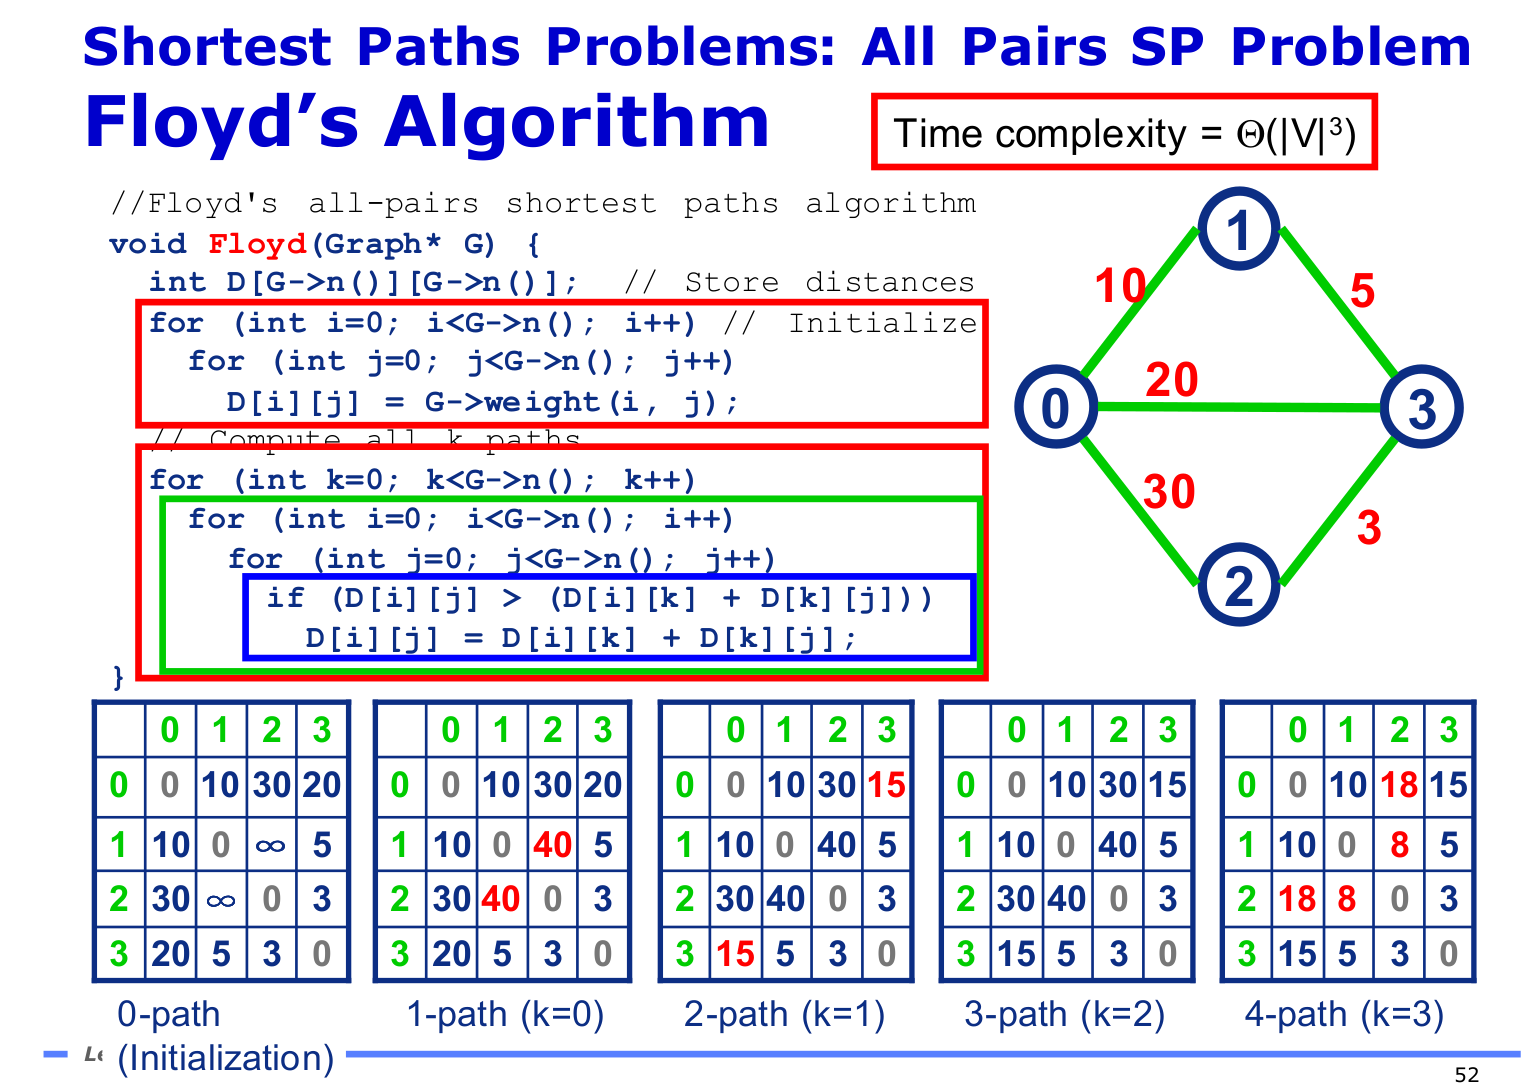 Shortest Paths Problems: All Pairs SP Problem
Floyd’s Algorithm
Time complexity = Θ(|V|³)
//Floyd's all-pairs shortest paths algorithm
void Floyd(Graph* G) {
int D[G->n()][G->n()]; // Store distances
for (int i=0; i<G->n(); i++) // Initialize
for (int j=0; j<G->n(); j++)
D[i][j] = G->weight(i, j);
// Compute all k paths
for (int k=0; k<G->n(); k++)
for (int i=0; i<G->n(); i++)
for (int j=0; j<G->n(); j++)
if (D[i][j] > (D[i][k] + D[k][j]))
D[i][j] = D[i][k] + D[k][j];
}
1
10
5
20
0
3
30
3
2
0 1 2 3
0 0 10 30 20
1 10 0 ∞ 5
2 30 ∞ 0 3
3 20 5 3 0
0-path
(Initialization)
0 1 2 3
0 0 10 30 20
1 10 0 40 5
2 30 40 0 3
3 20 5 3 0
1-path (k=0)
0 1 2 3
0 0 10 30 15
1 10 0 40 5
2 30 40 0 3
3 15 5 3 0
2-path (k=1)
0 1 2 3
0 0 10 30 15
1 10 0 40 5
2 30 40 0 3
3 15 5 3 0
3-path (k=2)
0 1 2 3
0 0 10 18 15
1 10 0 8 5
2 18 8 0 3
3 15 5 3 0
4-path (k=3)
52